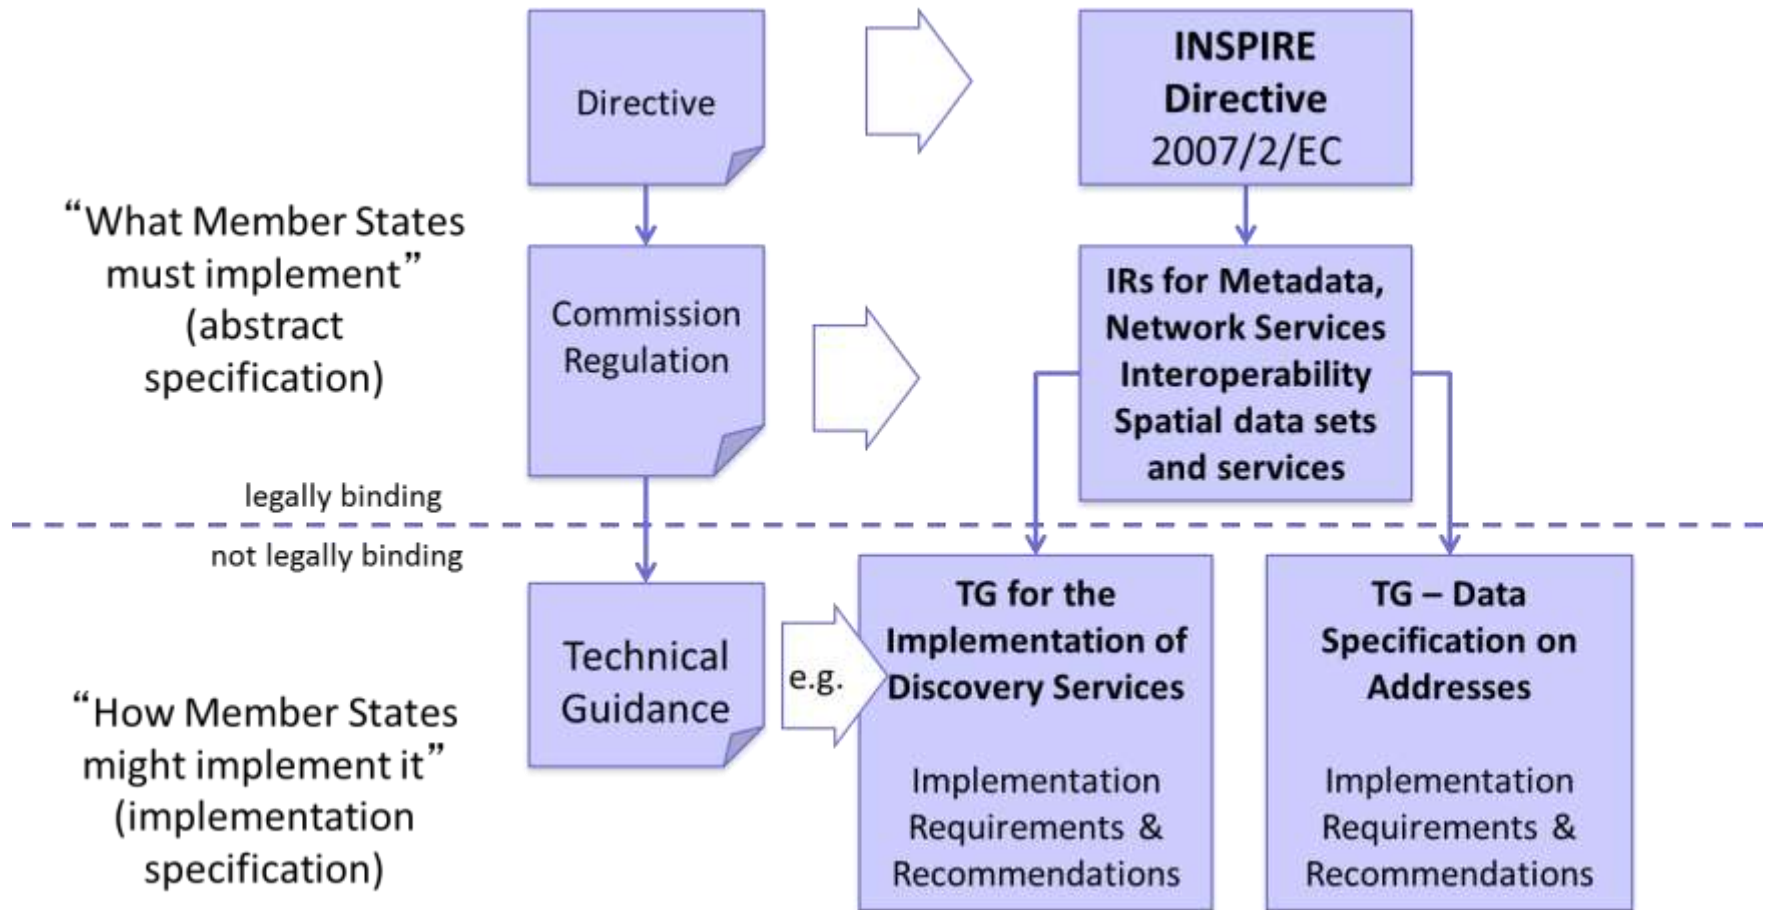 Directive
INSPIRE
Directive
2007/2/EC
“What Member States
must implement”
(abstract
specification)
Commission
Regulation
IRs for Metadata,
Network Services
Interoperability
Spatial data sets
and services
legally binding
not legally binding
“How Member States
might implement it”
(implementation
specification)
Technical
Guidance
e.g.
TG for the
Implementation of
Discovery Services
Implementation
Requirements &
Recommendations
TG – Data
Specification on
Addresses
Implementation
Requirements &
Recommendations